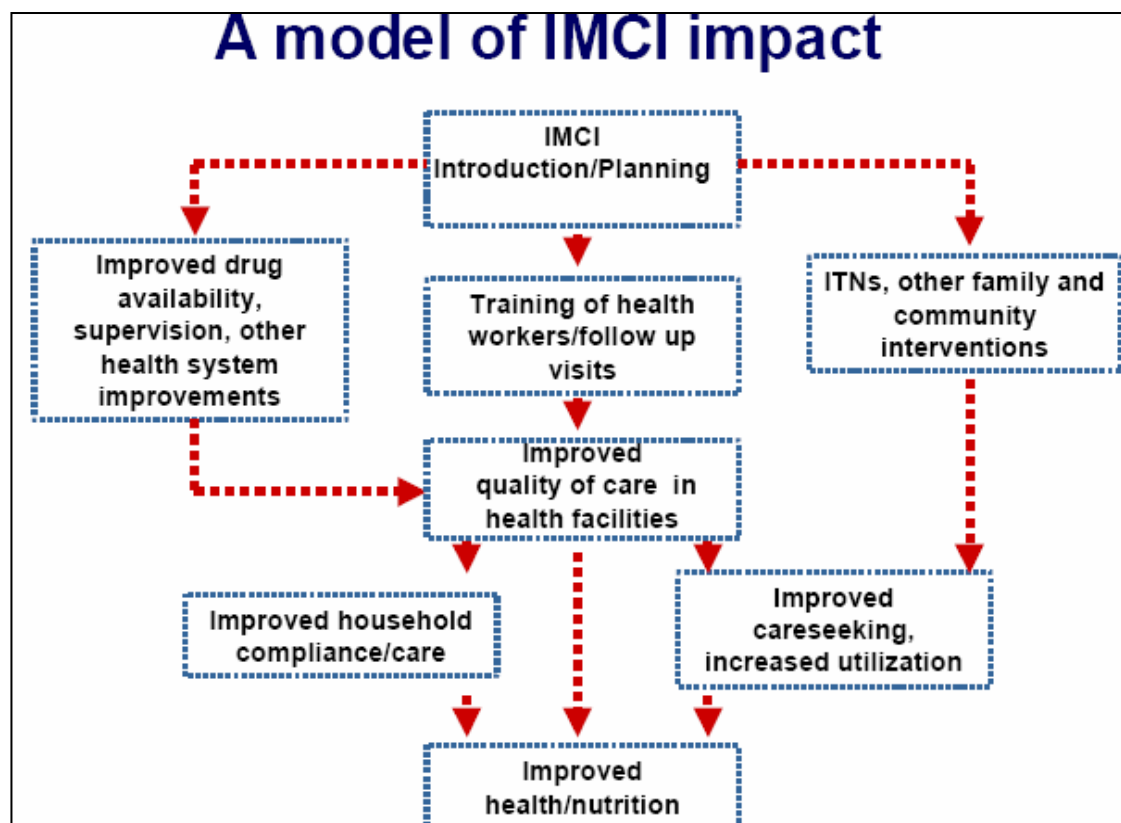 A model of IMCI impact
IMCI
Introduction/Planning
Improved drug
availability,
supervision, other
health system
improvements
Training of health
workers/follow up
visits
ITNs, other family and
community
interventions
Improved
quality of care in
health facilities
Improved household
compliance/care
Improved
careseeking,
increased utilization
Improved
health/nutrition